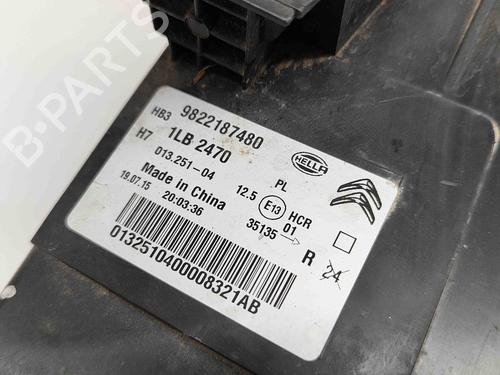 B-PARTS
HB3 9822187480
H7 1LB 2470
013.251-04
Made in China
19.07.15 20:03:36
HELLA
PL
12.5 E13 HCR
01
35135→
R 24
0132510400008321AB